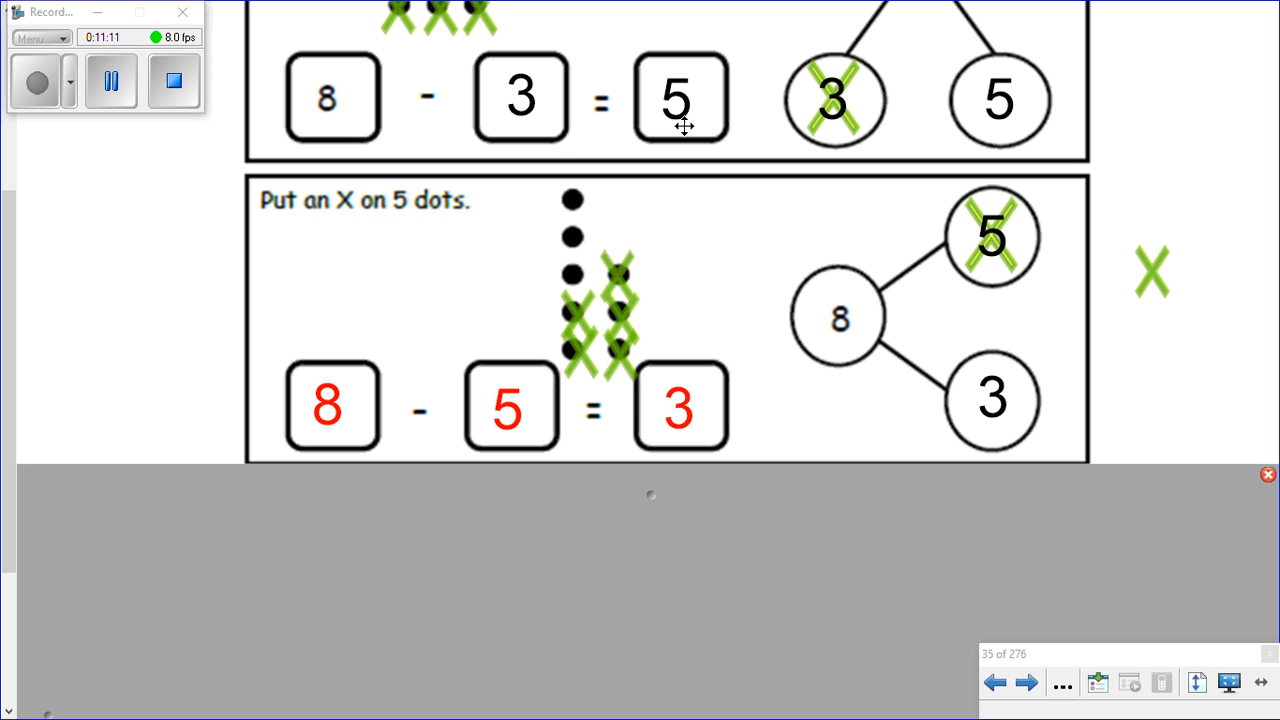 Record...
Menu
0:11:11
8.0 fps
8 - 3 = 5
3
5
Put an X on 5 dots.
5
8
3
8 - 5 = 3
35 of 276